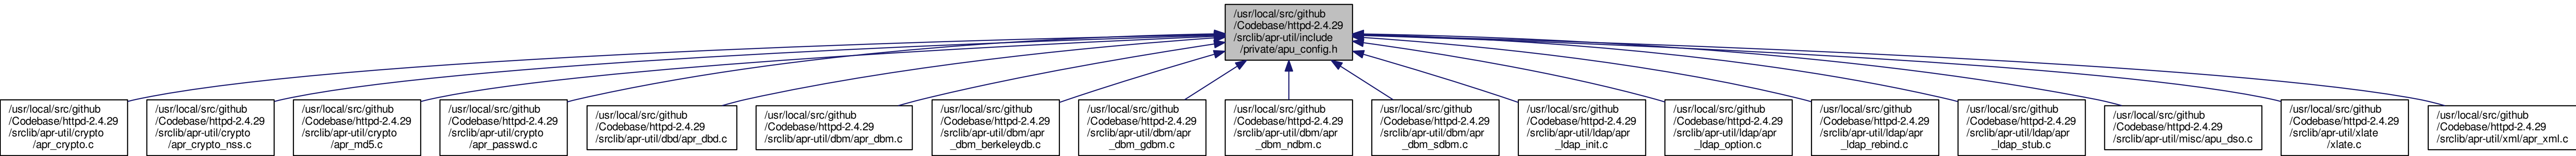 /usr/local/src/github
/Codebase/httpd-2.4.29
/srclib/apr-util/include
/private/apu_config.h
/usr/local/src/github
/Codebase/httpd-2.4.29
/srclib/apr-util/crypto
/apr_crypto.c
/usr/local/src/github
/Codebase/httpd-2.4.29
/srclib/apr-util/crypto
/apr_crypto_nss.c
/usr/local/src/github
/Codebase/httpd-2.4.29
/srclib/apr-util/crypto
/apr_md5.c
/usr/local/src/github
/Codebase/httpd-2.4.29
/srclib/apr-util/crypto
/apr_passwd.c
/usr/local/src/github
/Codebase/httpd-2.4.29
/srclib/apr-util/dbd/apr_dbd.c
/usr/local/src/github
/Codebase/httpd-2.4.29
/srclib/apr-util/dbm/apr_dbm.c
/usr/local/src/github
/Codebase/httpd-2.4.29
/srclib/apr-util/dbm/apr
_dbm_berkeleydb.c
/usr/local/src/github
/Codebase/httpd-2.4.29
/srclib/apr-util/dbm/apr
_dbm_gdbm.c
/usr/local/src/github
/Codebase/httpd-2.4.29
/srclib/apr-util/dbm/apr
_dbm_ndbm.c
/usr/local/src/github
/Codebase/httpd-2.4.29
/srclib/apr-util/dbm/apr
_dbm_sdbm.c
/usr/local/src/github
/Codebase/httpd-2.4.29
/srclib/apr-util/ldap/apr
_ldap_init.c
/usr/local/src/github
/Codebase/httpd-2.4.29
/srclib/apr-util/ldap/apr
_ldap_option.c
/usr/local/src/github
/Codebase/httpd-2.4.29
/srclib/apr-util/ldap/apr
_ldap_rebind.c
/usr/local/src/github
/Codebase/httpd-2.4.29
/srclib/apr-util/ldap/apr
_ldap_stub.c
/usr/local/src/github
/Codebase/httpd-2.4.29
/srclib/apr-util/misc/apu_dso.c
/usr/local/src/github
/Codebase/httpd-2.4.29
/srclib/apr-util/xlate
/xlate.c
/usr/local/src/github
/Codebase/httpd-2.4.29
/srclib/apr-util/xml/apr_xml.c